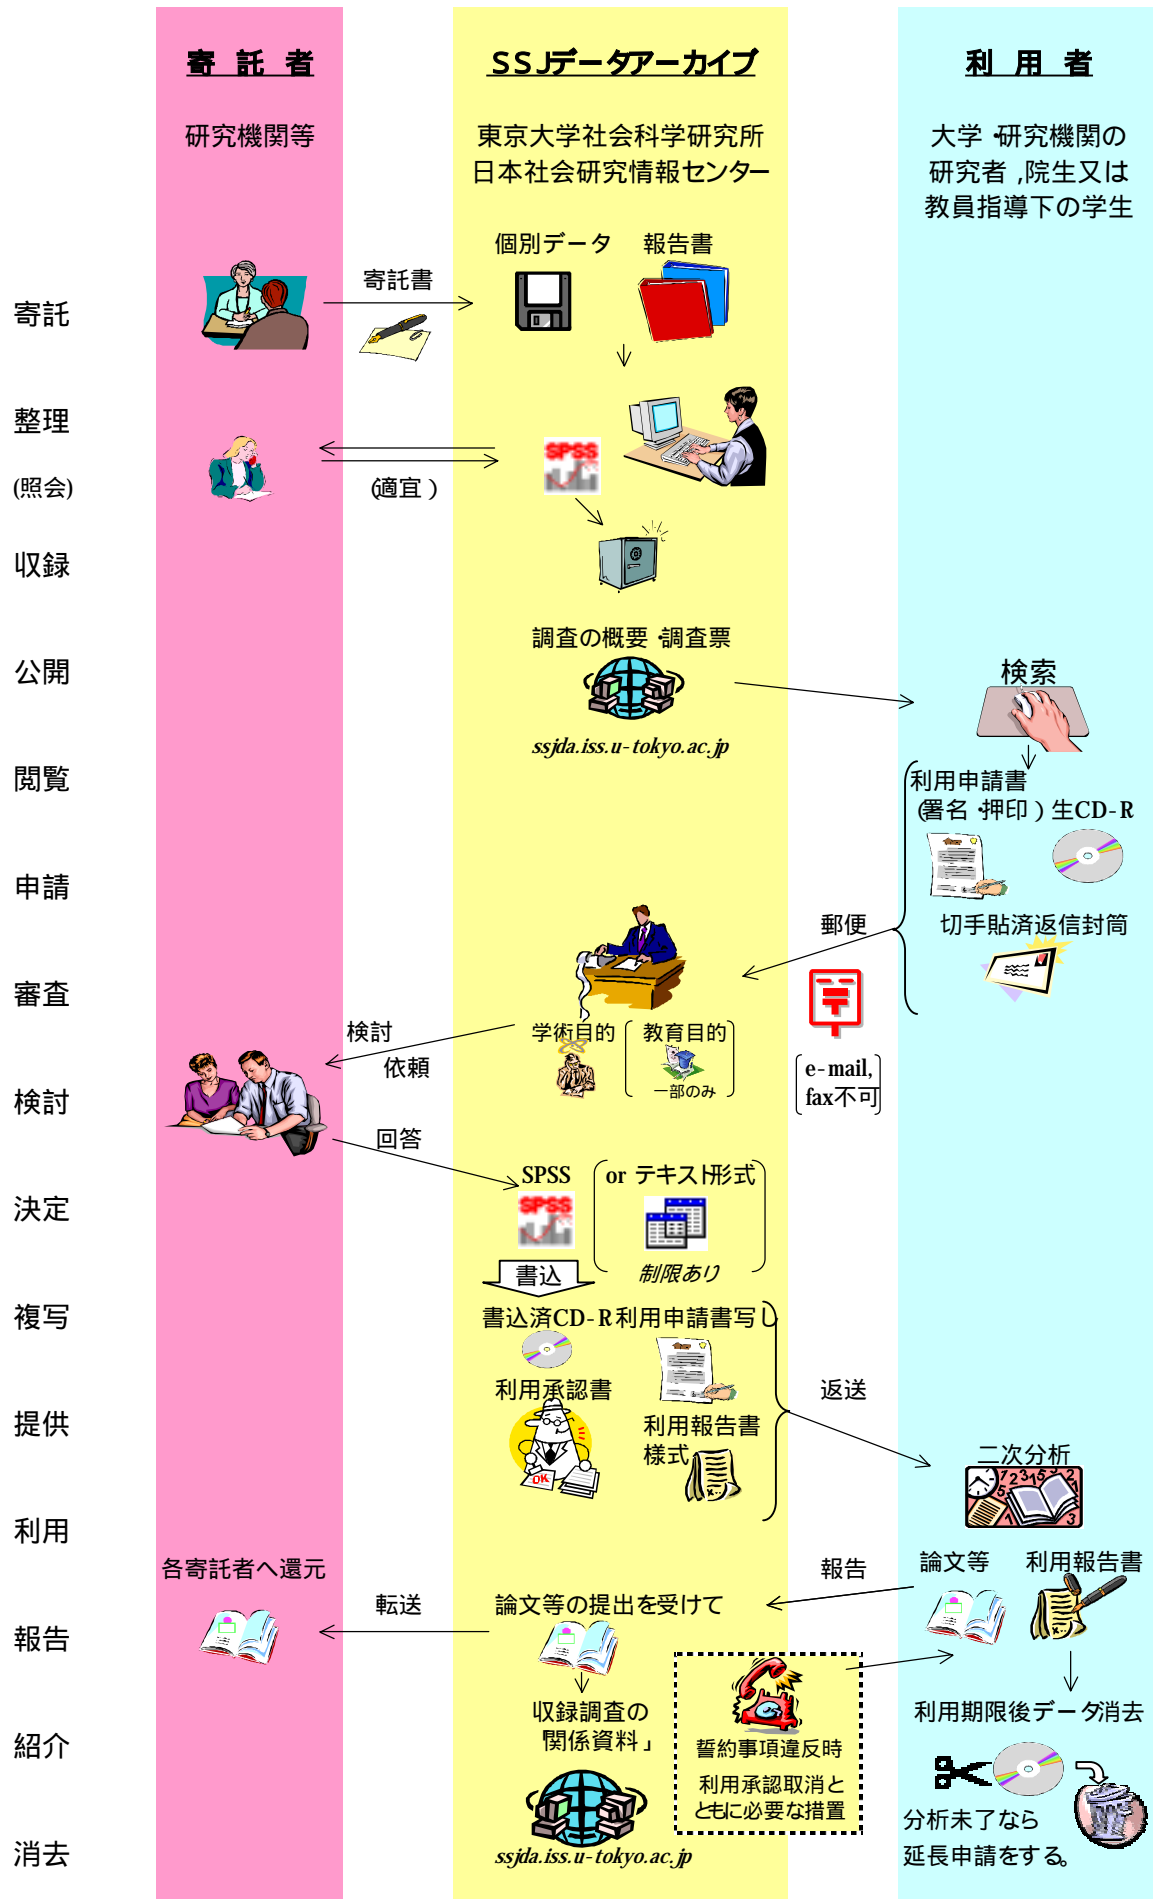 寄 託 者
SSJデータアーカイブ
利 用 者
研究機関等
東京大学社会科学研究所
日本社会研究情報センター
大学・研究機関の
研究者,院生又は
教員指導下の学生
個別データ
報告書
寄託書
寄託
整理
SPSS
(照会)
(適宜)
収録
調査の概要・調査票
公開
検索
ssjda.iss.u-tokyo.ac.jp
閲覧
利用申請書
(署名・押印)生CD-R
申請
郵便
切手貼済返信封筒
審査
学術目的
教育目的
一部のみ
検討
依頼
e-mail,
fax不可
検討
回答
SPSS
or テキスト形式
SPSS
決定
制限あり
書込
複写
書込済CD-R
利用申請書写し
利用承認書
返送
提供
利用報告書
様式
OK
二次分析
利用
各寄託者へ還元
報告
論文等
利用報告書
転送
論文等の提出を受けて
報告
収録調査の
「関係資料」
利用期限後データ消去
紹介
誓約事項違反時
利用承認取消と
ともに必要な措置
分析未了なら
延長申請をする。
消去
ssjda.iss.u-tokyo.ac.jp